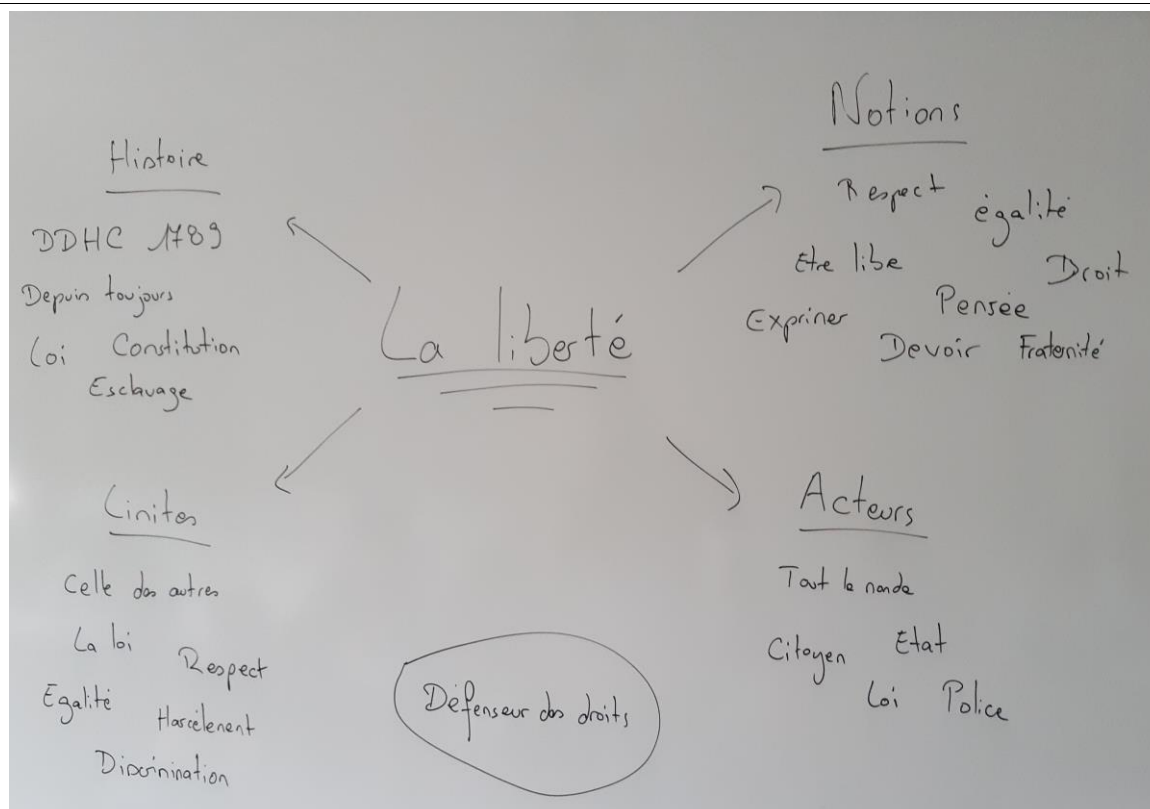 La liberté
Histoire
DDHC 1789
Depuis toujours
Loi Constitution
Esclavage
Notions
Respect égalité
Etre libe Droit
Exprimer Pensée
Devoir Fraternité
Limites
Celle des autres
La loi Respect
Egalité Harcèlement
Discrimination
Acteurs
Tout le monde
Citoyen Etat
Loi Police
Défenseur des droits